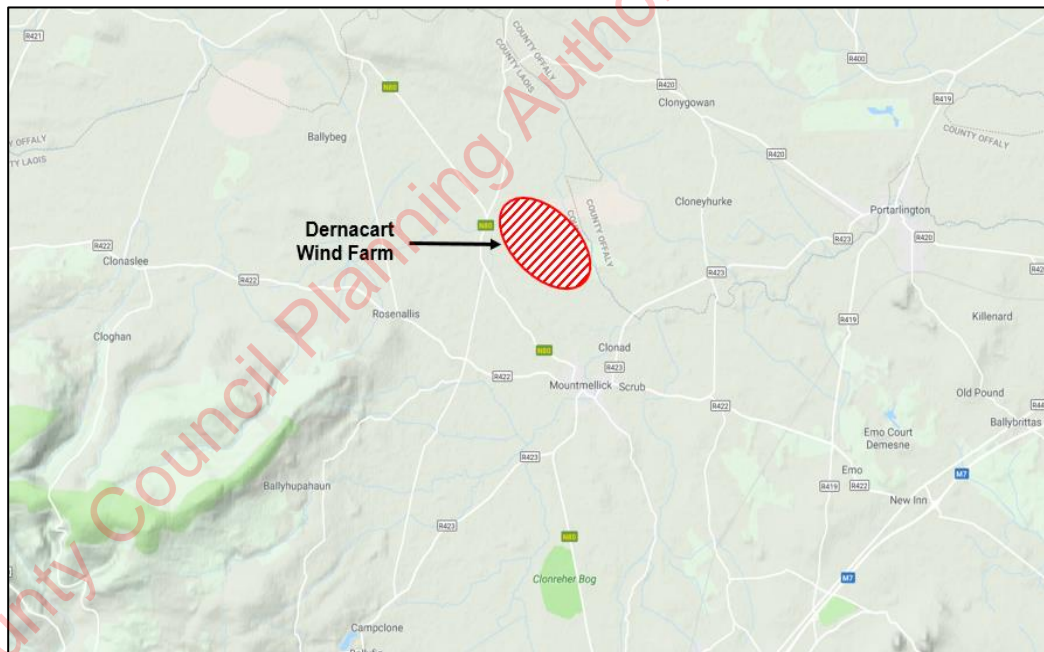 R421
COUNTY OFFALY
COUNTY LAOIS
N80
R420
Clonygowan
R400
R419
COUNTY OFFALY
Ballybeg
TY OFFALY
TY LAOIS
R420
Cloneyhurke
Portarlington
Dernacart
Wind Farm
N80
COUNTY OFFALY
R422
Clonaslee
R423
R420
R422
R423
Rosenallis
R419
Killenard
Cloghan
Clonad
N80
R423
R422
Mountmellick
Scrub
R422
Old Pound
Ballybrittas
Emo Court
Demesne
R423
Emo
M7
Ballyhupahaun
R419
R422
New Inn
R423
N80
Clonreher Bog
M7
Campclone
County Council Planning Autho